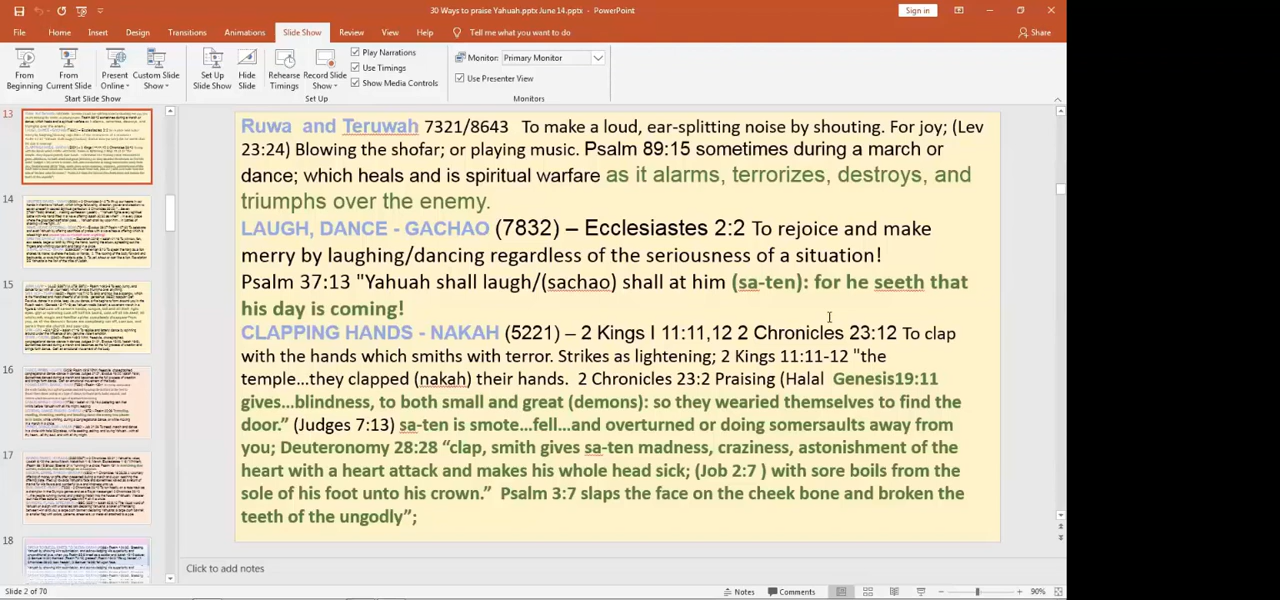 30 Ways to praise Yahuah.pptx June 14.pptx - PowerPoint
Sign in
File Home Insert Design Transitions Animations Slide Show Review View Help Tell me what you want to do Share
From Beginning
From Current Slide
Present Online
Custom Slide Show
Start Slide Show
Set Up Slide Show
Hide Slide
Rehearse Timings
Record Slide Show
Play Narrations
Use Timings
Show Media Controls
Set Up
Monitor: Primary Monitor
Use Presenter View
Monitors
13
14
15
16
17
18
Ruwa and Teruwah 7321/8643 To make a loud, ear-splitting noise by shouting. For joy; (Lev
23:24) Blowing the shofar; or playing music. Psalm 89:15 sometimes during a march or
dance; which heals and is spiritual warfare as it alarms, terrorizes, destroys, and
triumphs over the enemy.
LAUGH, DANCE - GACHAO (7832) – Ecclesiastes 2:2 To rejoice and make
merry by laughing/dancing regardless of the seriousness of a situation!
Psalm 37:13 "Yahuah shall laugh/(sachao) shall at him (sa-ten): for he seeth that
his day is coming!
CLAPPING HANDS - NAKAH (5221) – 2 Kings I 11:11,12 2 Chronicles 23:12 To clap
with the hands which smiths with terror. Strikes as lightening; 2 Kings 11:11-12 "the
temple…they clapped (nakah) their hands. 2 Chronicles 23:2 Praising (Halal Genesis19:11
gives…blindness, to both small and great (demons): so they waried themselves to find the
door.” (Judges 7:13) sa-ten is smote…fell…and overturned or doing somersaults away from
you; Deuteronomy 28:28 “clap, smith gives sa-ten madness, craziness, astonishment of the
heart with a heart attack and makes his whole head sick; (Job 2:7 ) with sore boils from the
sole of his foot unto his crown.” Psalm 3:7 slaps the face on the cheek bone and broken the
teeth of the ungodly”;
Click to add notes
Slide 2 of 70
Notes Comments 90%